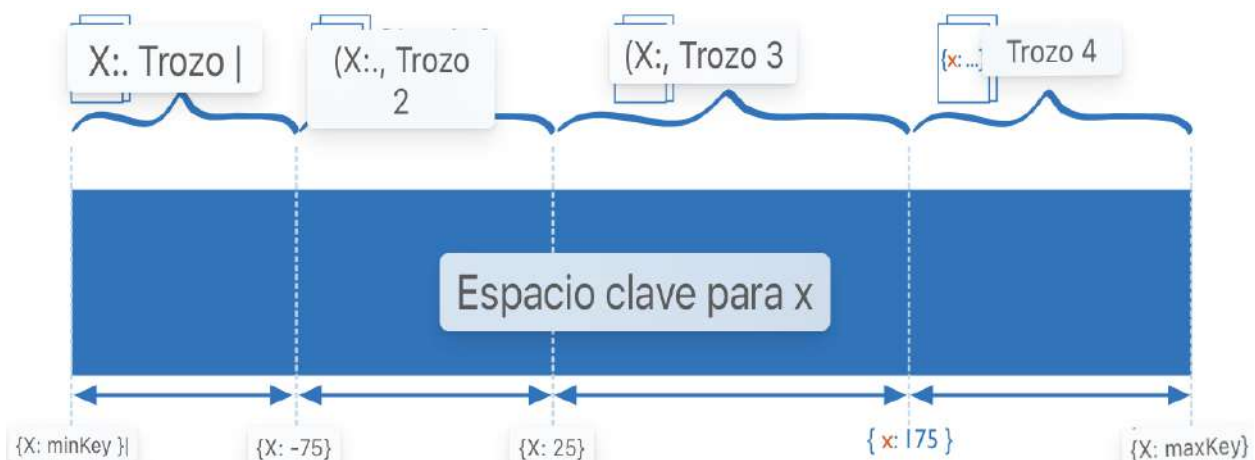 X:. Trozo |
(X:., Trozo
2
(X:, Trozo 3
{x: ...}
Trozo 4
Espacio clave para x
{X: minKey }|
{X: -75}
{X: 25}
{ x: 175 }
{X: maxKey}